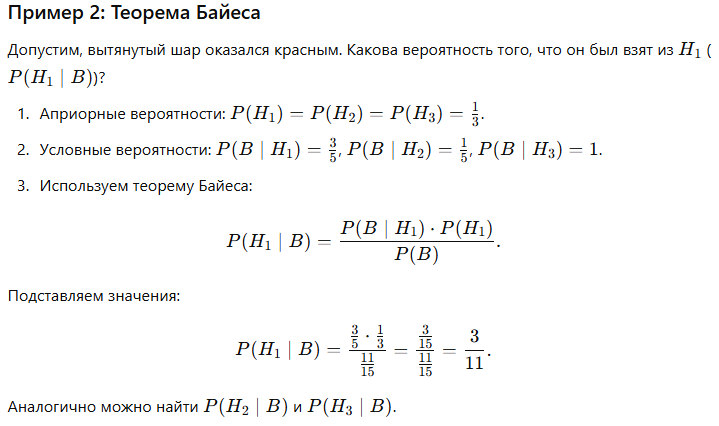 Пример 2: Теорема Байеса
Допустим, вытянутый шар оказался красным. Какова вероятность того, что он был взят из $H_1$ (
$P(H_1 \mid B)$)?
1. Априорные вероятности: $P(H_1) = P(H_2) = P(H_3) = \frac{1}{3}$.
2. Условные вероятности: $P(B \mid H_1) = \frac{3}{5}$, $P(B \mid H_2) = \frac{1}{5}$, $P(B \mid H_3) = 1$.
3. Используем теорему Байеса:
$P(H_1 \mid B) = \frac{P(B \mid H_1) \cdot P(H_1)}{P(B)}.$
Подставляем значения:
$P(H_1 \mid B) = \frac{\frac{3}{5} \cdot \frac{1}{3}}{\frac{11}{15}} = \frac{\frac{3}{15}}{\frac{11}{15}} = \frac{3}{11}.$
Аналогично можно найти $P(H_2 \mid B)$ и $P(H_3 \mid B)$.